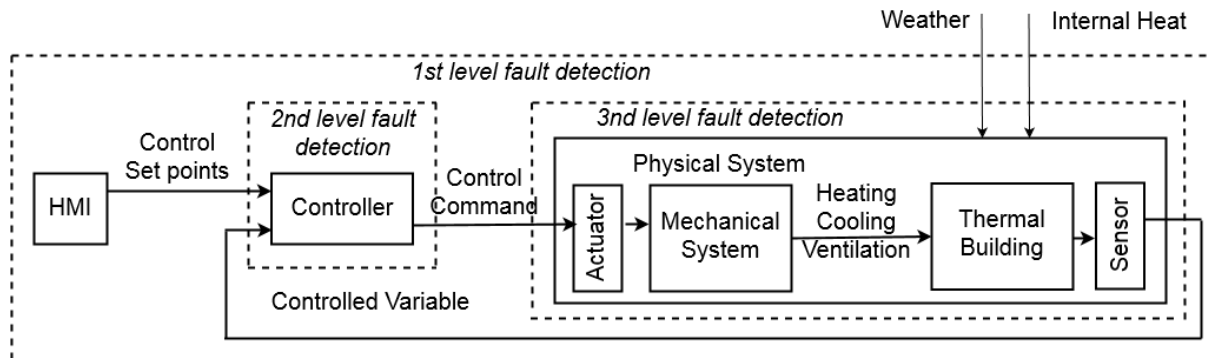 Weather
Internal Heat
1st level fault detection
2nd level fault
detection
3nd level fault detection
Control
Set points
HMI
Controller
Control
Command
Physical System
Actuator
Mechanical
System
Heating
Cooling
Ventilation
Thermal
Building
Sensor
Controlled Variable